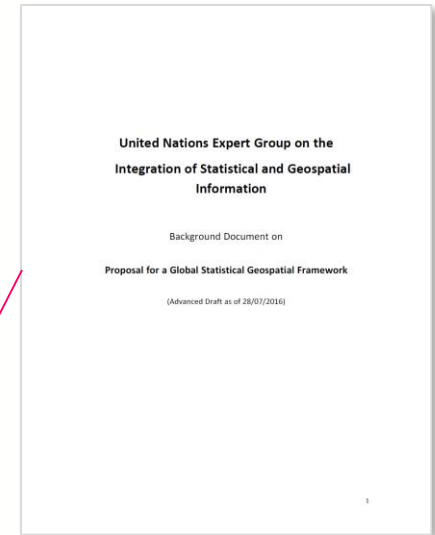 United Nations Expert Group on the
Integration of Statistical and Geospatial
Information
Background Document on
Proposal for a Global Statistical Geospatial Framework
(Advanced Draft as of 28/07/2016)
1